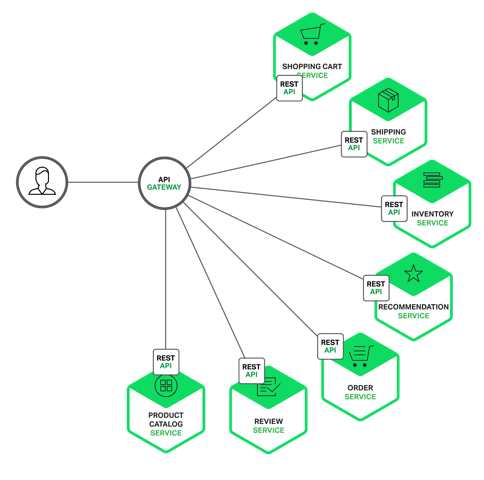 SHOPPING CART
SERVICE
REST
API
SHIPPING
SERVICE
REST
API
API
GATEWAY
REST
API
INVENTORY
SERVICE
REST
API
RECOMMENDATION
SERVICE
REST
API
ORDER
SERVICE
REST
API
REVIEW
SERVICE
REST
API
PRODUCT
CATALOG
SERVICE